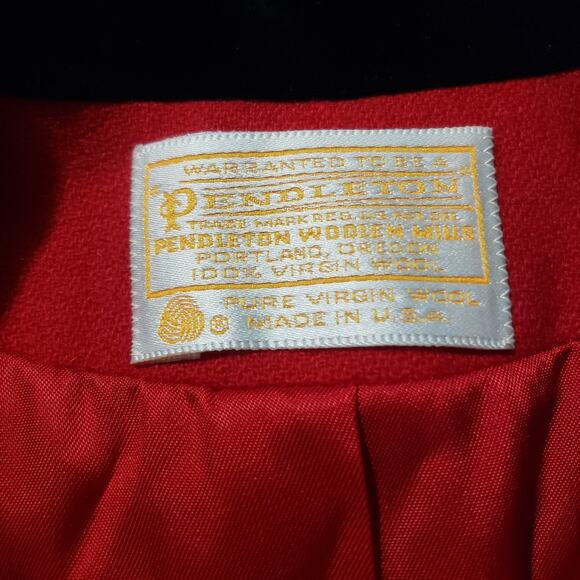 WARRANTED TO BE A
PENDLETON
TRADE MARK REG. U.S. PAT. OFF.
PENDLETON WOOLEN MILLS
PORTLAND, OREGON
100% VIRGIN WOOL
PURE VIRGIN WOOL
® MADE IN U.S.A.